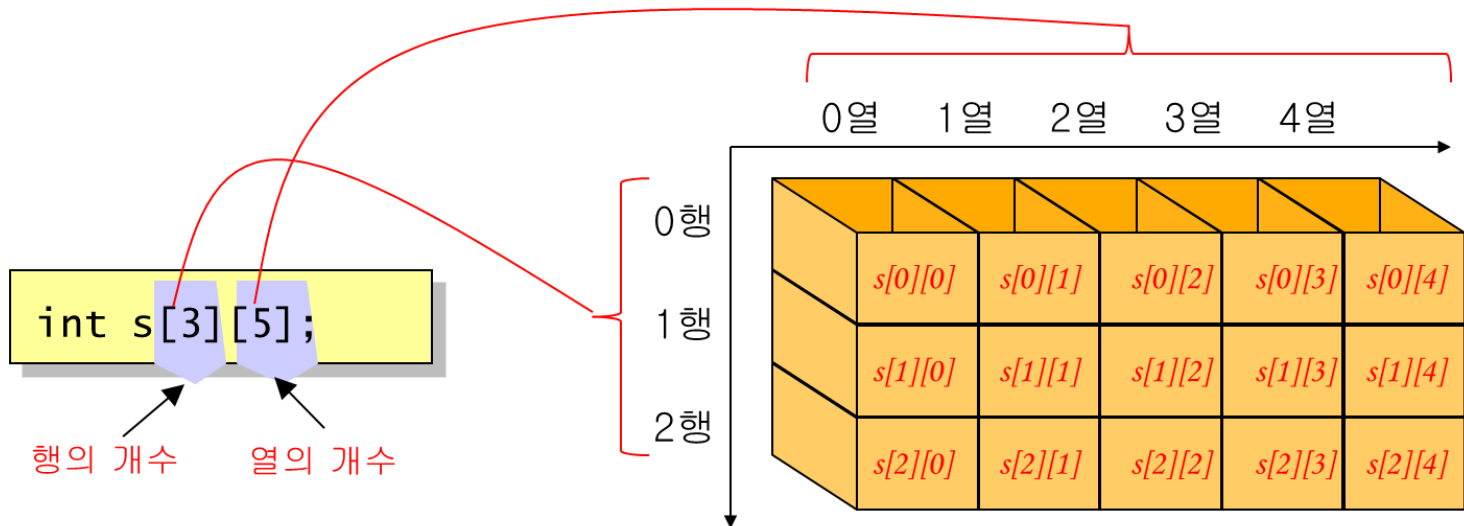 0열 1열 2열 3열 4열
0행
1행
2행
int s[3][5];
행의 개수
열의 개수
s[0][0] s[0][1] s[0][2] s[0][3] s[0][4]
s[1][0] s[1][1] s[1][2] s[1][3] s[1][4]
s[2][0] s[2][1] s[2][2] s[2][3] s[2][4]